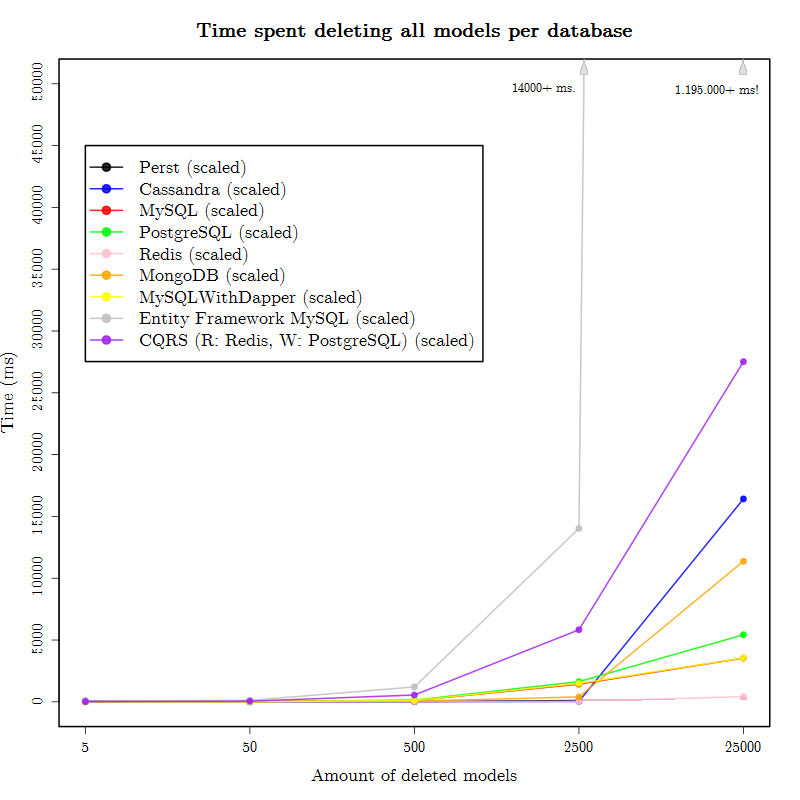 Time spent deleting all models per database
14000+ ms.
1.195.000+ ms!
Perst (scaled)
Cassandra (scaled)
MySQL (scaled)
PostgreSQL (scaled)
Redis (scaled)
MongoDB (scaled)
MySQLWithDapper (scaled)
Entity Framework MySQL (scaled)
CQRS (R: Redis, W: PostgreSQL) (scaled)
Time (ms)
50000
45000
40000
35000
30000
25000
20000
15000
10000
5000
0
5 50 500 2500 25000
Amount of deleted models